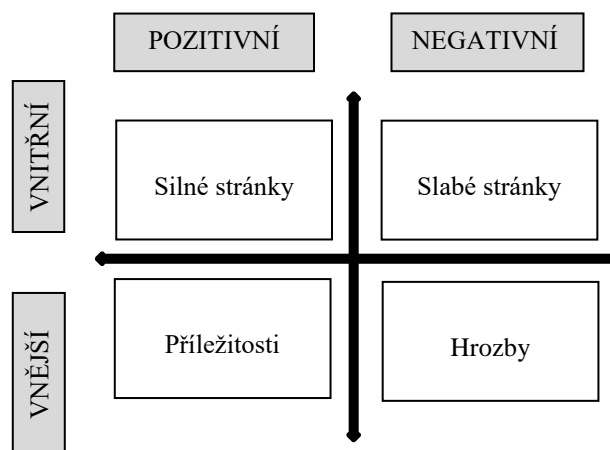 POZITIVNÍ
NEGATIVNÍ
VNITŘNÍ
Silné stránky
Slabé stránky
VNĚJŠÍ
Příležitosti
Hrozby